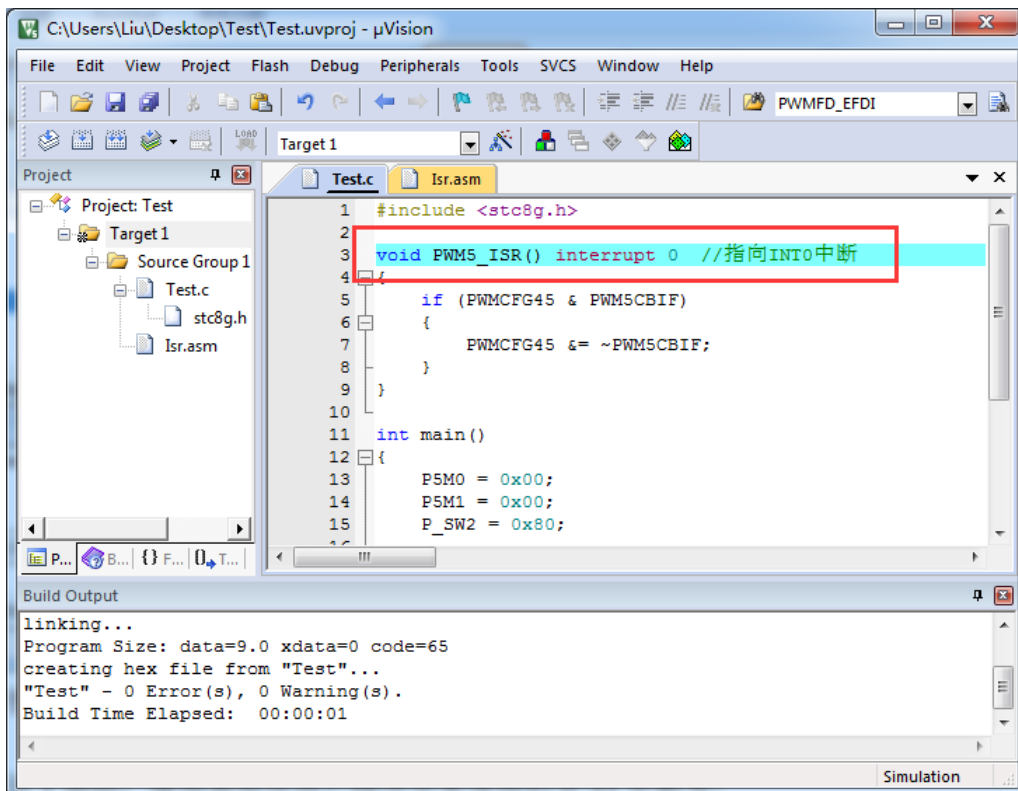 C:\Users\Liu\Desktop\Test\Test.uvproj - µVision
File Edit View Project Flash Debug Peripherals Tools SVCS Window Help
PWMFD_EFDI
LOAD
Target 1
Project
Project: Test
Target 1
Source Group 1
Test.c
stc8g.h
Isr.asm
P... B... {} F... 0 T...
Test.c Isr.asm
1 #include <stc8g.h>
2
3 void PWM5_ISR() interrupt 0 //指向INT0中断
4 {
5 if (PWMCFG45 & PWM5CBIF)
6 {
7 PWMCFG45 &= ~PWM5CBIF;
8 }
9 }
10
11 int main()
12 {
13 P5M0 = 0x00;
14 P5M1 = 0x00;
15 P_SW2 = 0x80;
Build Output
linking...
Program Size: data=9.0 xdata=0 code=65
creating hex file from "Test"...
"Test" - 0 Error(s), 0 Warning(s).
Build Time Elapsed: 00:00:01
Simulation